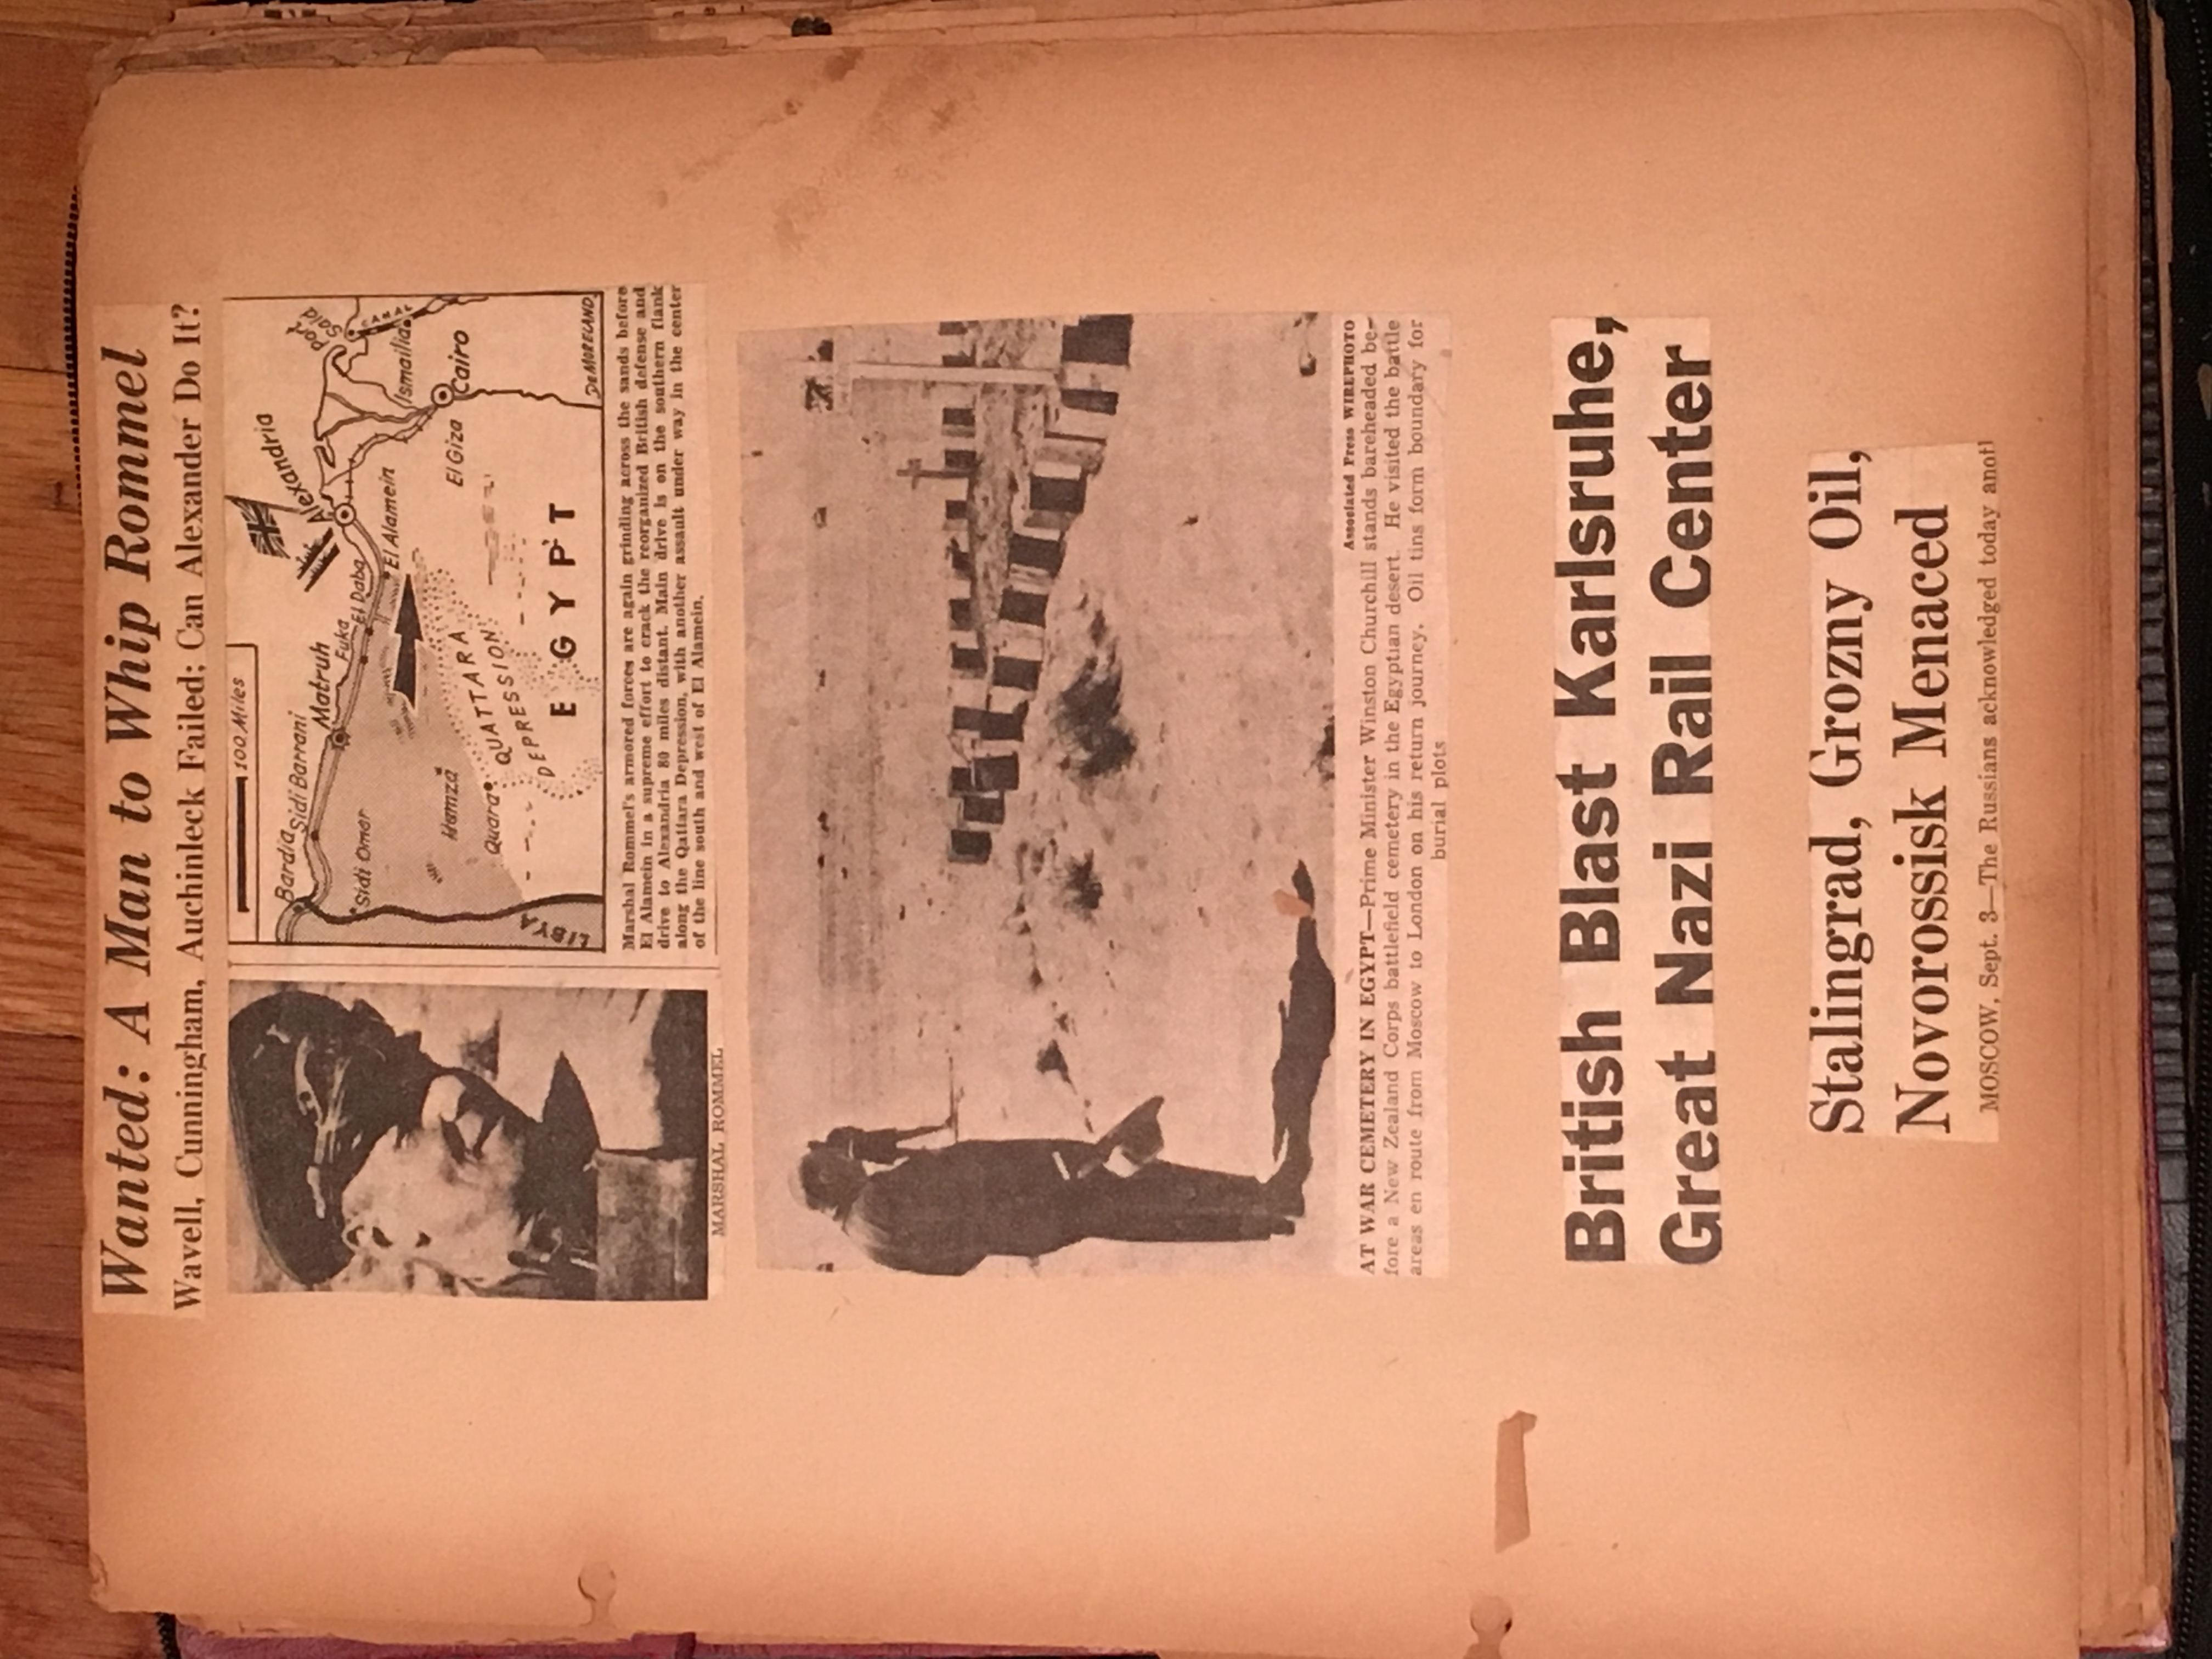 Wanted: A Man to Whip Rommel
Wavell, Cunningham, Auchinleck Failed; Can Alexander Do It?
MARSHAL ROMMEL
100 Miles
Bardia
Sidi Barrani
Matruh
Fuka
El Daba
Alexandria
Port Said
CANAL
Sidi Omar
El Alamein
Ismailia
Hamza
El Giza
Cairo
Quara
QUATTARA
DEPRESSION
LIBYA
EGYPT
DeMORELAND
Marshal Rommel's armored forces are again grinding across the sands before
El Alamein in a supreme effort to crack the reorganized British defense and
drive to Alexandria 80 miles distant. Main drive is on the southern flank
along the Qattara Depression, with another assault under way in the center
of the line south and west of El Alamein.
Associated Press WIREPHOTO
AT WAR CEMETERY IN EGYPT—Prime Minister Winston Churchill stands bareheaded be-
fore a New Zealand Corps battlefield cemetery in the Egyptian desert. He visited the battle
areas en route from Moscow to London on his return journey. Oil tins form boundary for
burial plots
British Blast Karlsruhe,
Great Nazi Rail Center
Stalingrad, Grozny Oil,
Novorossisk Menaced
MOSCOW, Sept. 3—The Russians acknowledged today